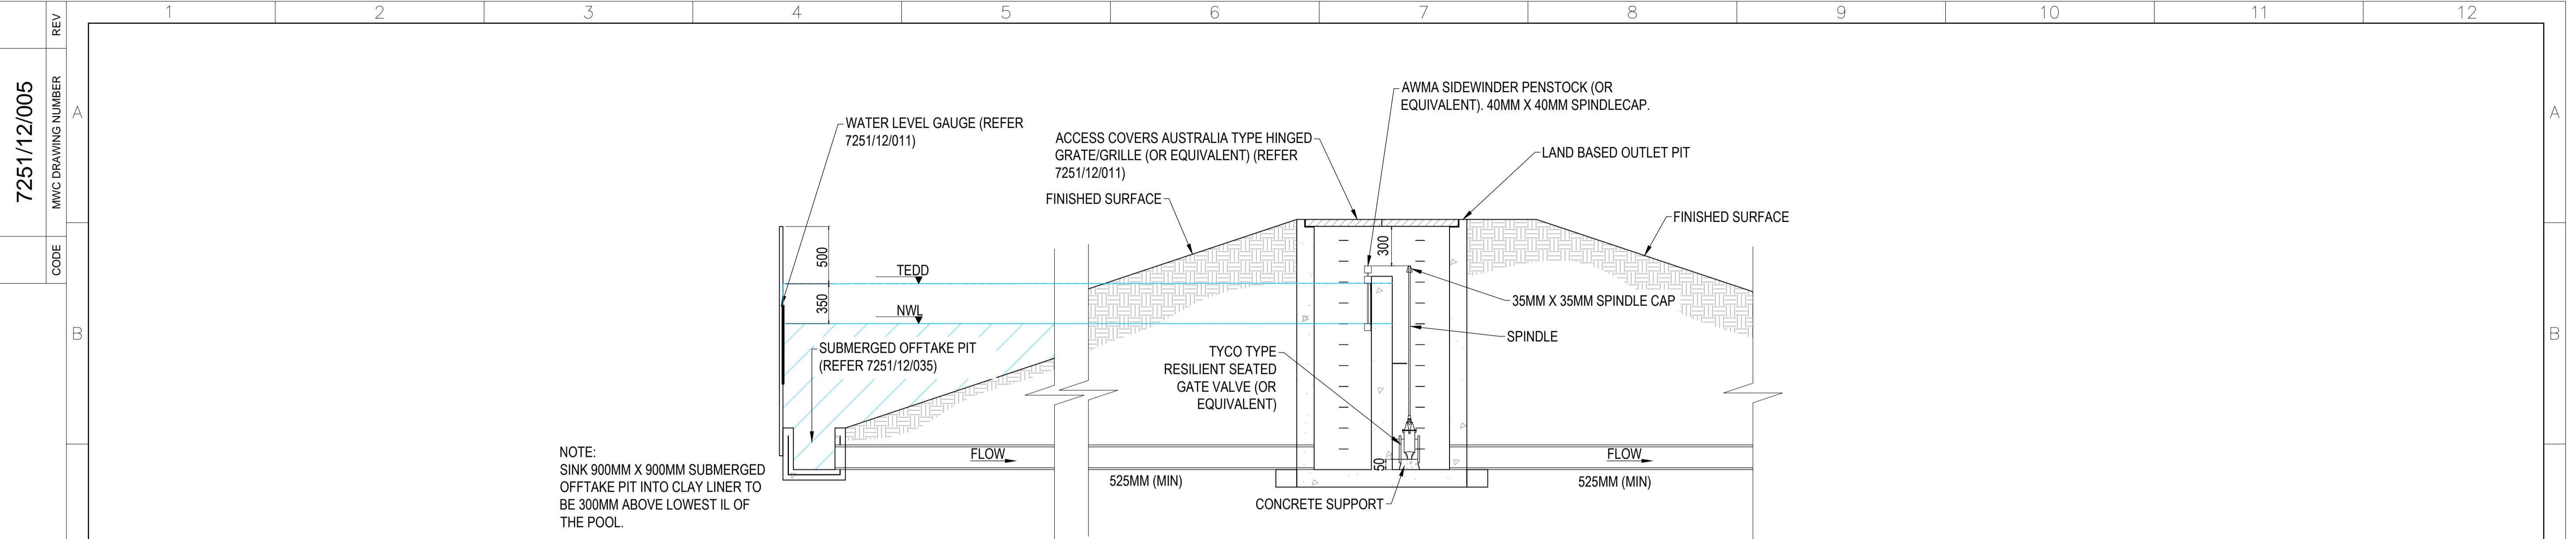 1 2 3 4 5 6 7 8 9 10 11 12
REV
MWC DRAWING NUMBER
7251/12/005
CODE
A
B
A
B
WATER LEVEL GAUGE (REFER
7251/12/011)
ACCESS COVERS AUSTRALIA TYPE HINGED
GRATE/GRILLE (OR EQUIVALENT) (REFER
7251/12/011)
AWMA SIDEWINDER PENSTOCK (OR
EQUIVALENT). 40MM X 40MM SPINDLECAP.
LAND BASED OUTLET PIT
FINISHED SURFACE
FINISHED SURFACE
500
350
300
TEDD
NWL
35MM X 35MM SPINDLE CAP
SPINDLE
SUBMERGED OFFTAKE PIT
(REFER 7251/12/035)
TYCO TYPE
RESILIENT SEATED
GATE VALVE (OR
EQUIVALENT)
NOTE:
SINK 900MM X 900MM SUBMERGED
OFFTAKE PIT INTO CLAY LINER TO
BE 300MM ABOVE LOWEST IL OF
THE POOL.
FLOW
525MM (MIN)
50
CONCRETE SUPPORT
FLOW
525MM (MIN)